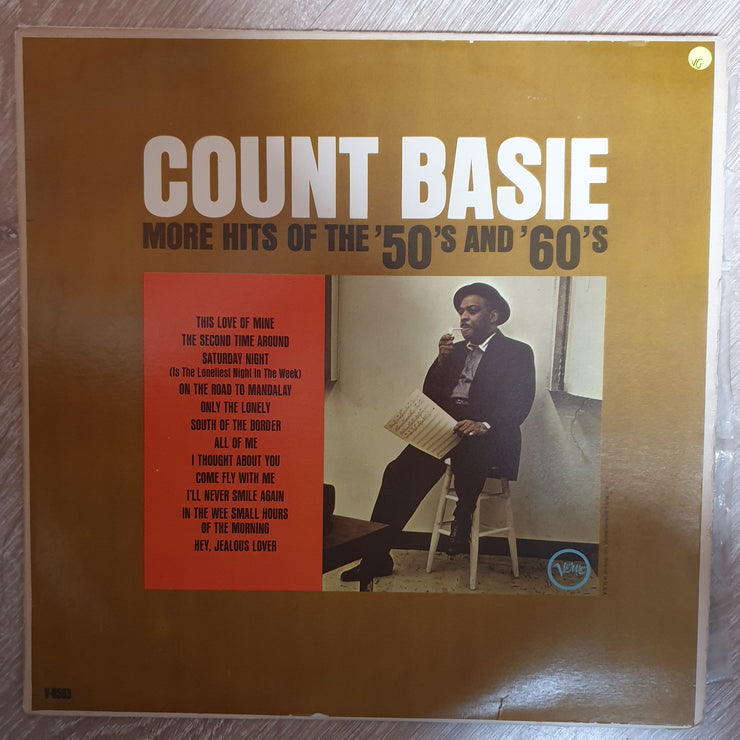 VG
COUNT BASIE
MORE HITS OF THE '50'S AND '60'S
THIS LOVE OF MINE
THE SECOND TIME AROUND
SATURDAY NIGHT
(Is The Loneliest Night In The Week)
ON THE ROAD TO MANDALAY
ONLY THE LONELY
SOUTH OF THE BORDER
ALL OF ME
I THOUGHT ABOUT YOU
COME FLY WITH ME
I'LL NEVER SMILE AGAIN
IN THE WEE SMALL HOURS
OF THE MORNING
HEY, JEALOUS LOVER
Verve
V-8563